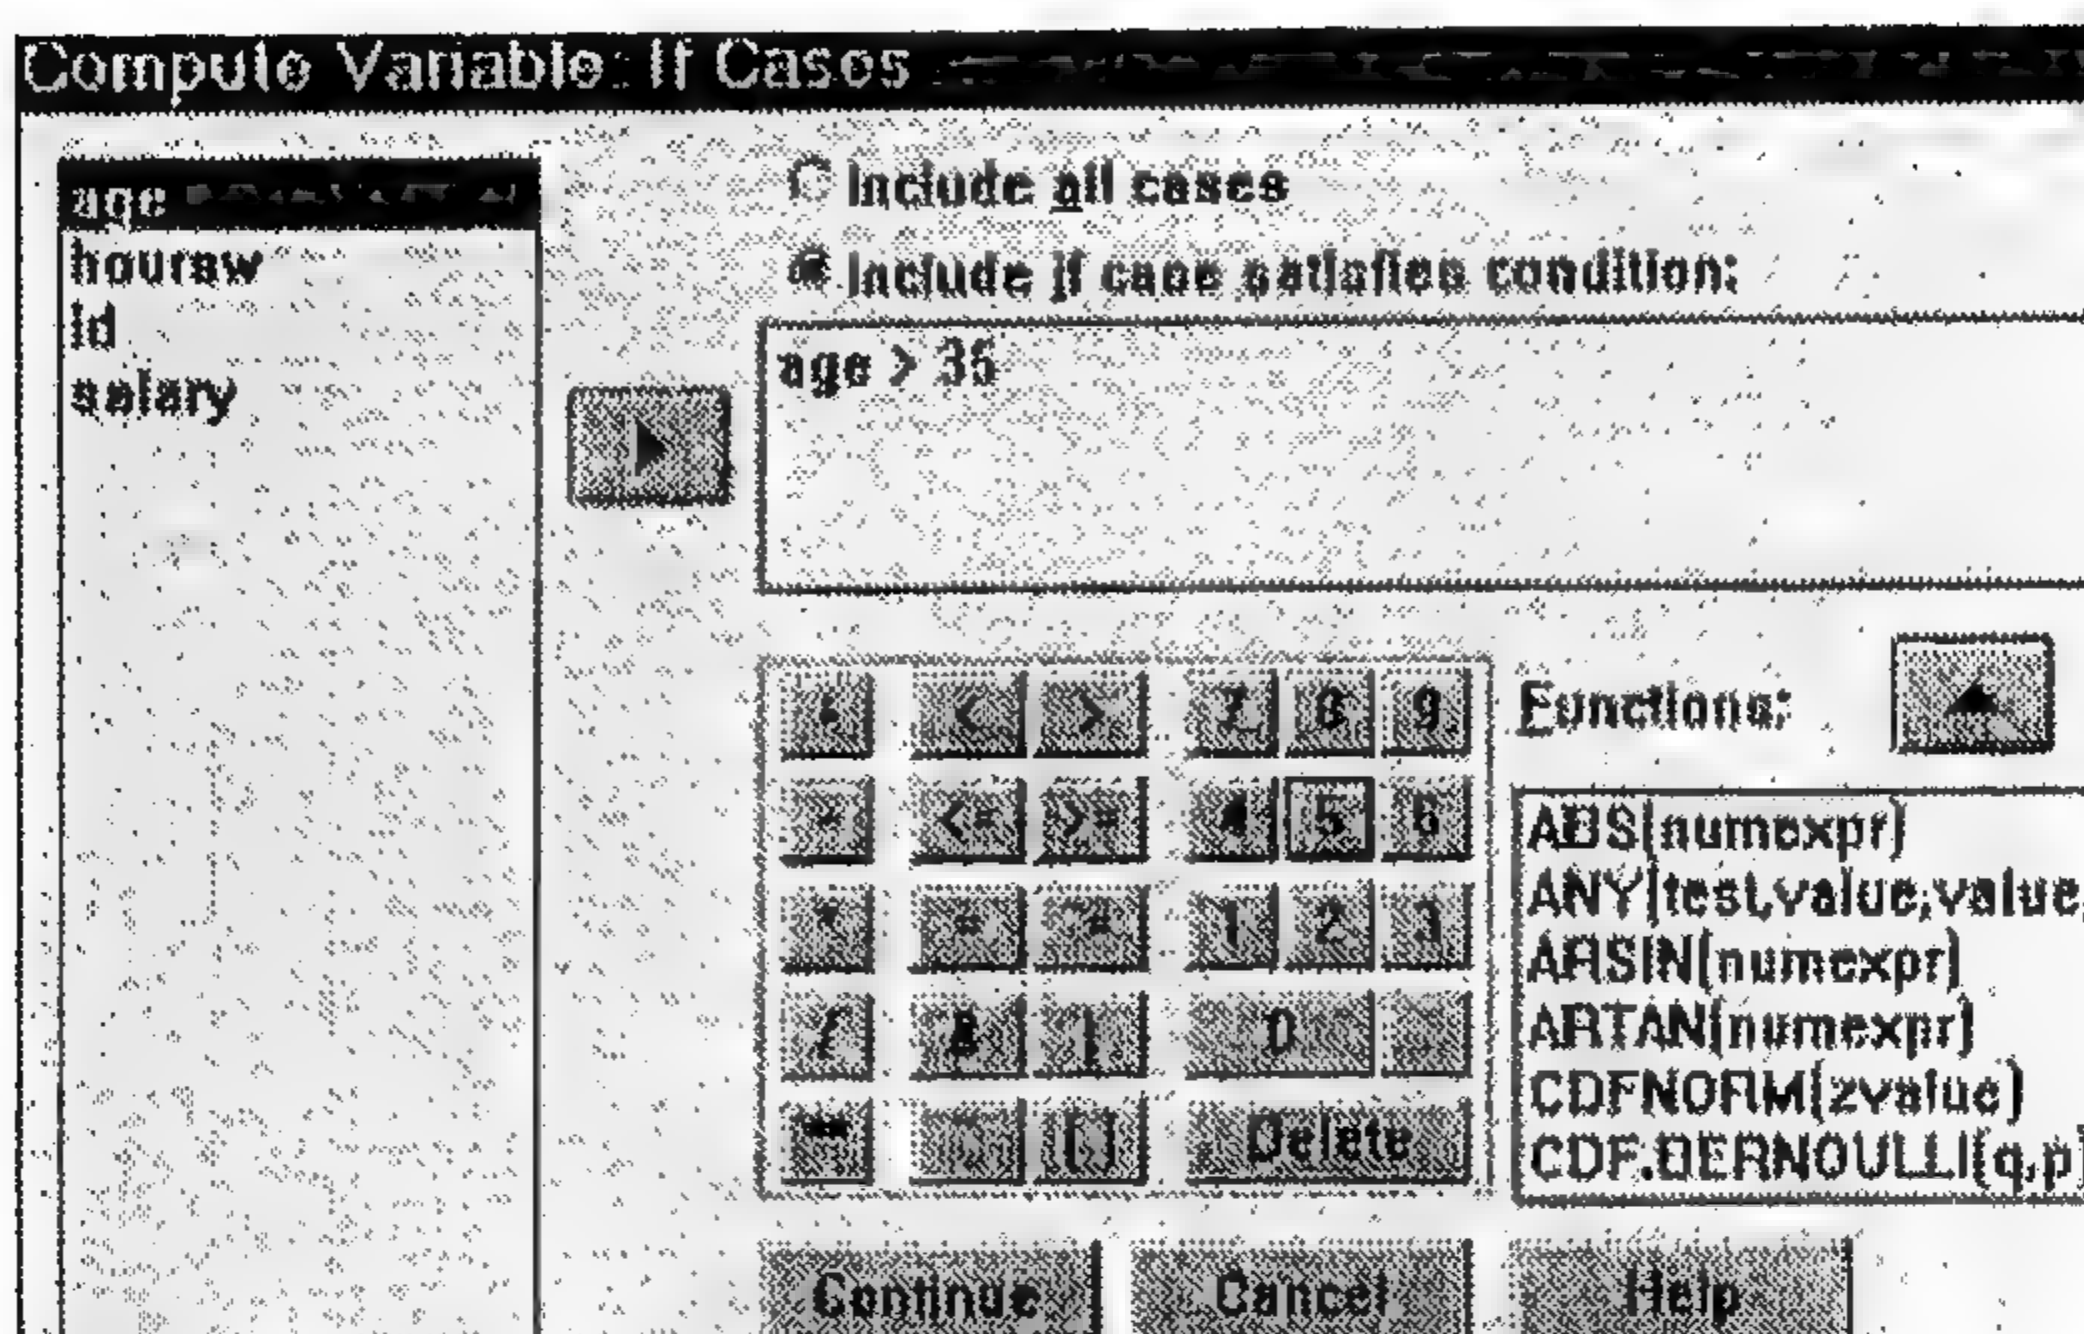 Compute Variable: If Cases
age
houraw
id
salary
Include all cases
Include if case satisfies condition:
age > 35
+ < > 7 8 9
- <= >= 4 5 6
* = ~= 1 2 3
/ & | 0 .
** ~ () Delete
Functions:
ABS(numexpr)
ANY(test,value,value,
ARSIN(numexpr)
ARTAN(numexpr)
CDFNORM(zvalue)
CDF.BERNOULLI(q,p)
Continue Cancel Help